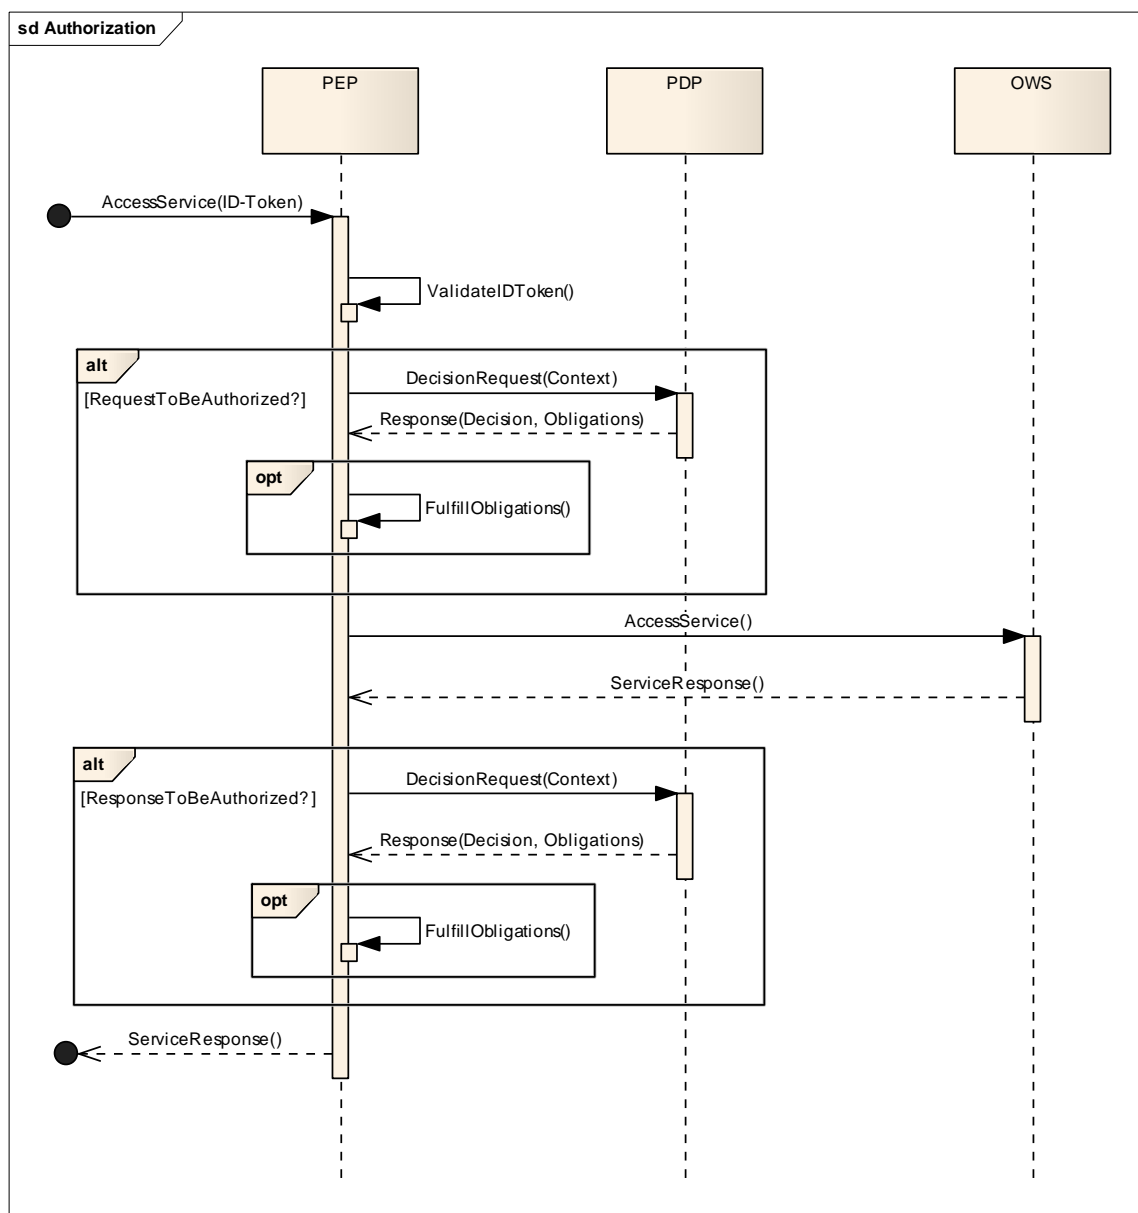 sd Authorization
PEP
PDP
OWS
AccessService(ID-Token)
ValidateIDToken()
alt
[RequestToBeAuthorized?]
DecisionRequest(Context)
Response(Decision, Obligations)
opt
FulfillObligations()
AccessService()
ServiceResponse()
alt
[ResponseToBeAuthorized?]
DecisionRequest(Context)
Response(Decision, Obligations)
opt
FulfillObligations()
ServiceResponse()